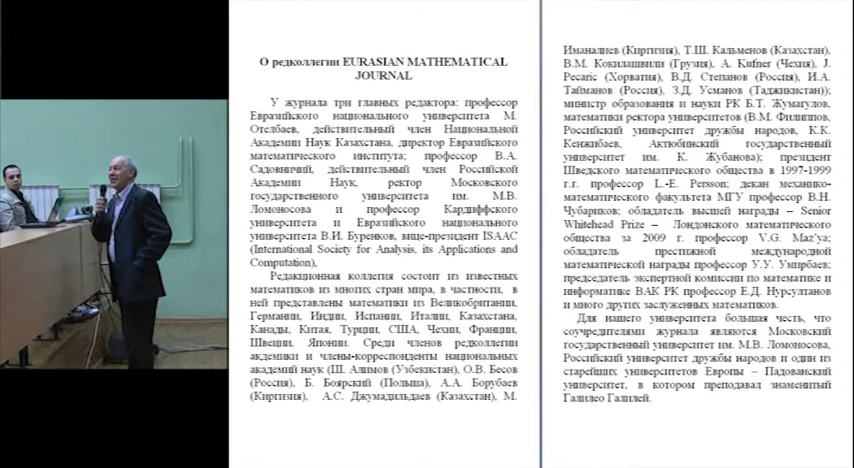 О редколлегии EURASIAN MATHEMATICAL
JOURNAL
У журнала три главных редактора: профессор
Евразийского национального университета М.
Отелбаев, действительный член Национальной
Академии Наук Казахстана, директор Евразийского
математического института; профессор В.А.
Садовничий, действительный член Российской
Академии Наук, ректор Московского
государственного университета им. М.В.
Ломоносова и профессор Кардиффского
университета и Евразийского национального
университета В.И. Буренков, вице-президент ISAAC
(International Society for Analysis, its Applications and
Computation),
Редакционная коллегия состоит из известных
математиков из многих стран мира, в частности, в
ней представлены математики из Великобритании,
Германии, Индии, Испании, Италии, Казахстана,
Канады, Китая, Турции, США, Чехии, Франции,
Швеции, Японии. Среди членов редколлегии
академики и члены-корреспонденты национальных
академий наук (Ш. Алимов (Узбекистан), О.В. Бесов
(Россия), Б. Боярский (Польша), А.А. Борубаев
(Киргизия), А.С. Джумадильдаев (Казахстан), М.
Иманалиев (Киргизия), Т.Ш. Кальменов (Казахстан),
В.М. Кокилашвили (Грузия), A. Kufner (Чехия), J.
Pecaric (Хорватия), В.Д. Степанов (Россия), И.А.
Тайманов (Россия), З.Д. Усманов (Таджикистан));
министр образования и науки РК Б.Т. Жумагулов,
математики ректора университетов (В.М. Филиппов,
Российский университет дружбы народов, К.К.
Кенжибаев, Актюбинский государственный
университет им. К. Жубанова); президент
Шведского математического общества в 1997-1999
г.г. профессор L.-E. Persson; декан механико-
математического факультета МГУ профессор В.Н.
Чубариков; обладатель высшей награды – Senior
Whitehead Prize – Лондонского математического
общества за 2009 г. профессор V.G. Maz'ya;
обладатель престижной международной
математической награды профессор У.У. Умирбаев;
председатель экспертной комиссии по математике и
информатике ВАК РК профессор Е.Д. Нурсултанов
и много других заслуженных математиков.
Для нашего университета большая честь, что
соучредителями журнала являются Московский
государственный университет им. М.В. Ломоносова,
Российский университет дружбы народов и один из
старейших университетов Европы – Падованский
университет, в котором преподавал знаменитый
Галилео Галилей.